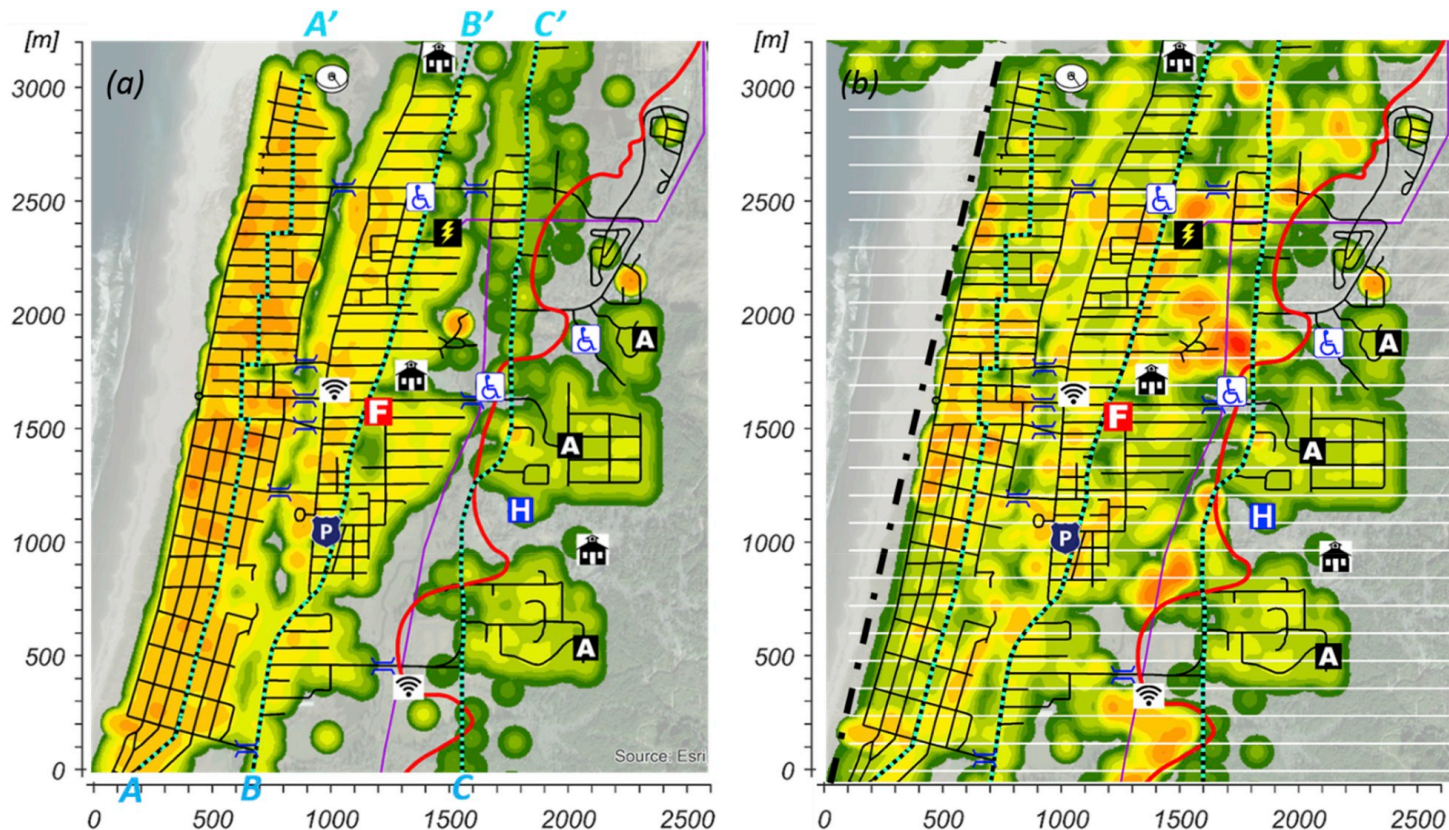 A’ B’ C’
[m] [m]
(a) (b)
3000 3000
2500 2500
2000 2000
1500 1500
1000 1000
500 500
0 0
A A
F F
A A
H H
P P
A A
Source: Esri
A B C
0 500 1000 1500 2000 2500 0 500 1000 1500 2000 2500